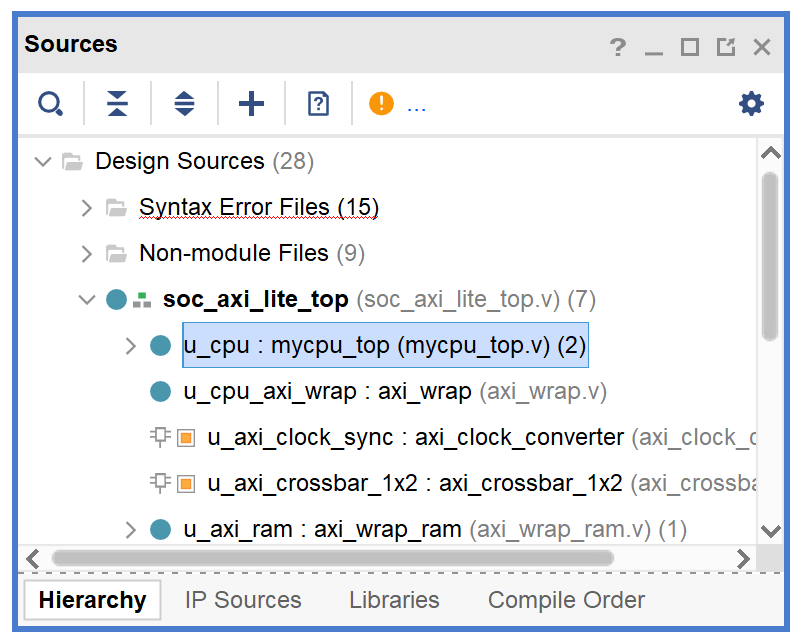 Sources
?
?
! ...
Design Sources (28)
Syntax Error Files (15)
Non-module Files (9)
soc_axi_lite_top (soc_axi_lite_top.v) (7)
u_cpu : mycpu_top (mycpu_top.v) (2)
u_cpu_axi_wrap : axi_wrap (axi_wrap.v)
u_axi_clock_sync : axi_clock_converter (axi_clock_c
u_axi_crossbar_1x2 : axi_crossbar_1x2 (axi_crossba
u_axi_ram : axi_wrap_ram (axi_wrap_ram.v) (1)
Hierarchy IP Sources Libraries Compile Order